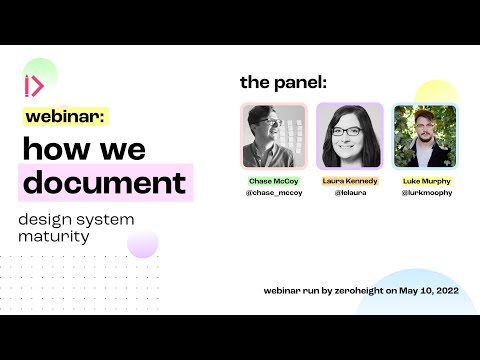 webinar:
how we
document
design system
maturity
the panel:
Chase McCoy
@chase_mccoy
Laura Kennedy
@lelaura
Luke Murphy
@lurkmoophy
webinar run by zeroheight on May 10, 2022